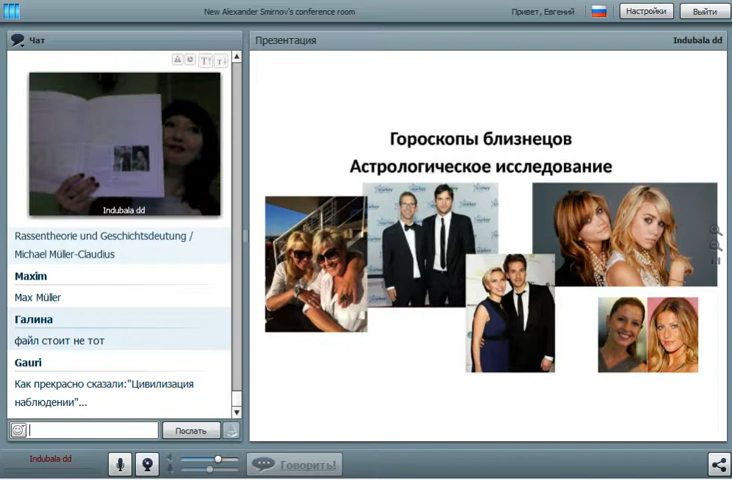 New Alexander Smirnov's conference room
Привет, Евгений
Настройки
Выйти
Чат
Indubala dd
Rassentheorie und Geschichtsdeutung /
Michael Müller-Claudius
Maxim
Max Müller
Галина
файл стоит не тот
Gauri
Как прекрасно сказали:"Цивилизация
наблюдении"...
Послать
Презентация
Indubala dd
Гороскопы близнецов
Астрологическое исследование
Indubala dd
Говорить!